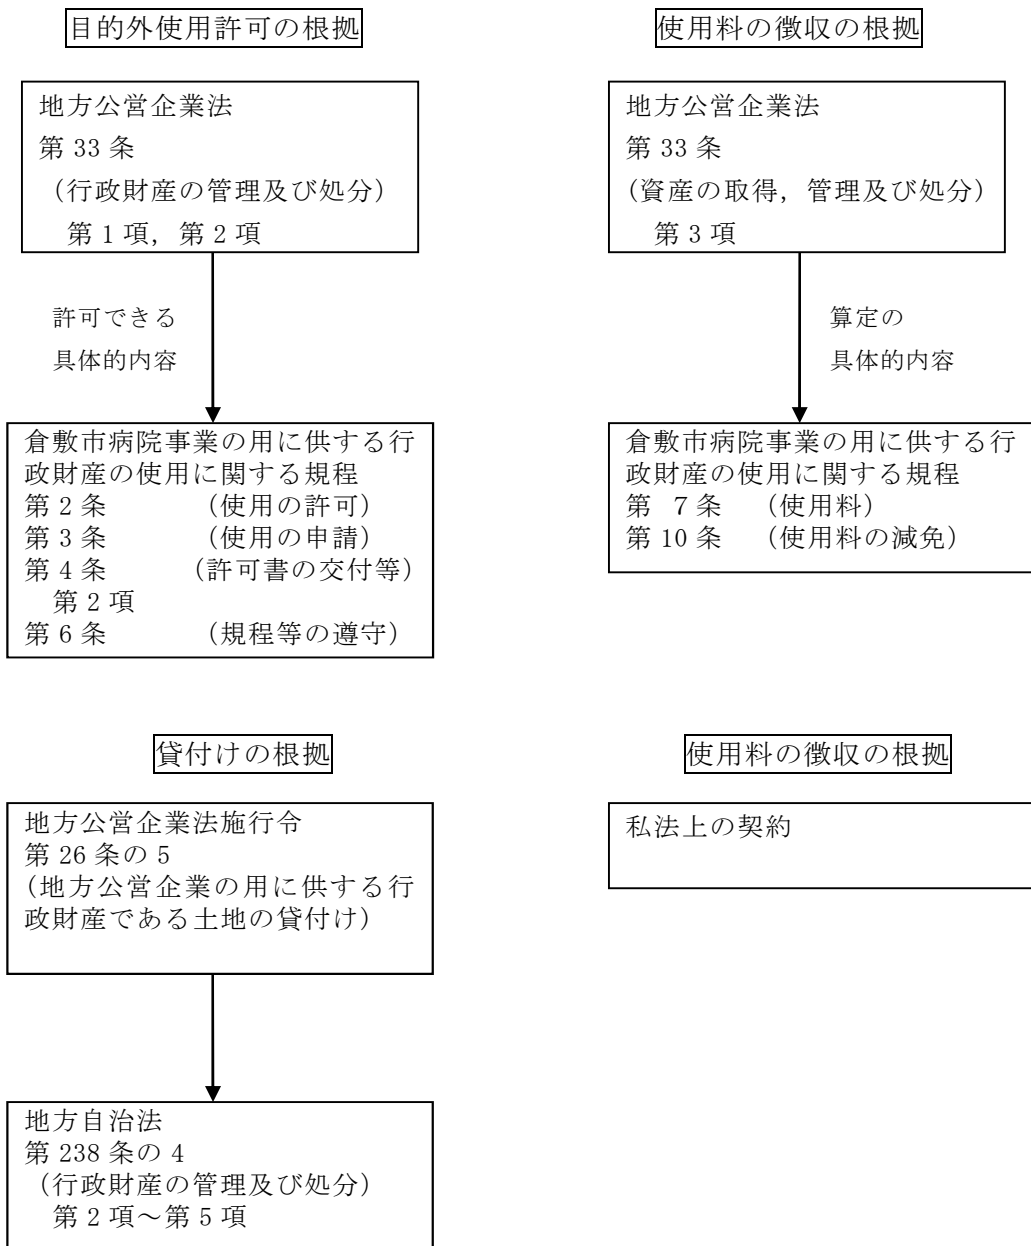 目的外使用許可の根拠
地方公営企業法
第 33 条
（行政財産の管理及び処分）
第 1 項，第 2 項
許可できる
具体的内容
倉敷市病院事業の用に供する行
政財産の使用に関する規程
第 2 条 （使用の許可）
第 3 条 （使用の申請）
第 4 条 （許可書の交付等）
第 2 項
第 6 条 （規程等の遵守）
使用料の徴収の根拠
地方公営企業法
第 33 条
（資産の取得，管理及び処分）
第 3 項
算定の
具体的内容
倉敷市病院事業の用に供する行
政財産の使用に関する規程
第 7 条 （使用料）
第 10 条 （使用料の減免）
貸付けの根拠
地方公営企業法施行令
第 26 条の 5
（地方公営企業の用に供する行
政財産である土地の貸付け）
地方自治法
第 238 条の 4
（行政財産の管理及び処分）
第 2 項～第 5 項
使用料の徴収の根拠
私法上の契約